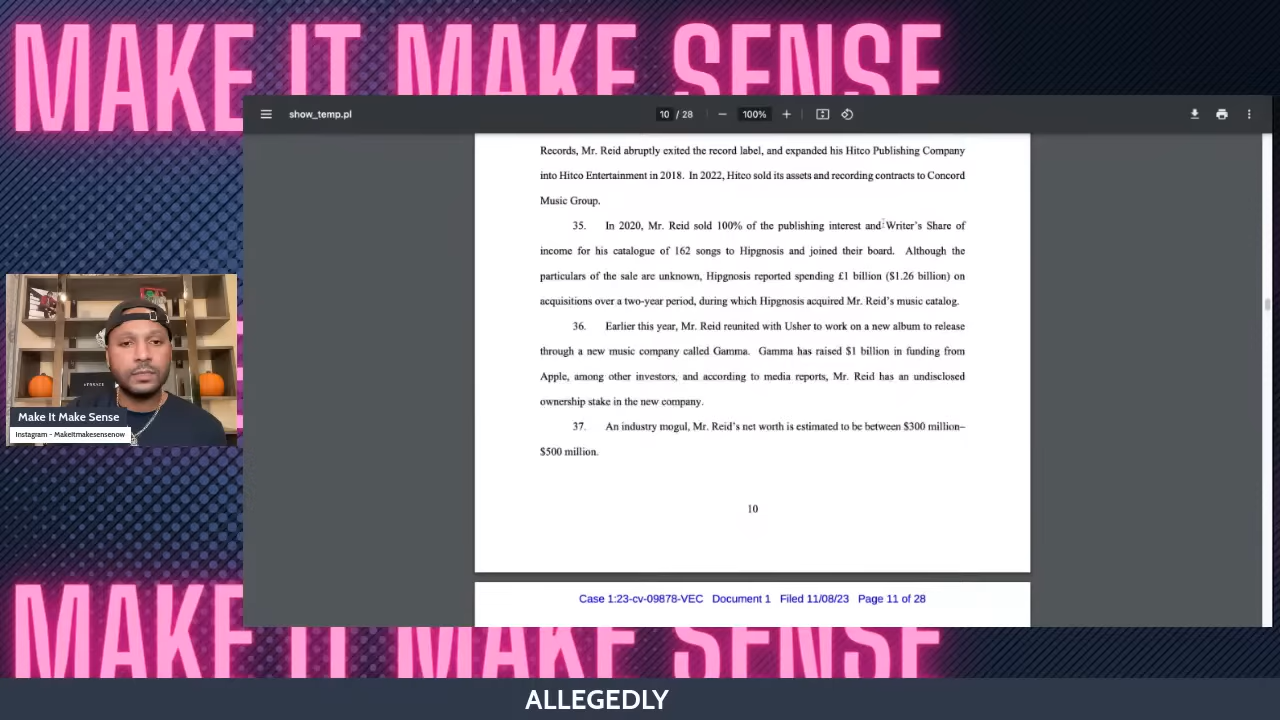 MAKE IT MAKE SENSE
show_temp.pl
10 / 28
100%
Records, Mr. Reid abruptly exited the record label, and expanded his Hitco Publishing Company
into Hitco Entertainment in 2018. In 2022, Hitco sold its assets and recording contracts to Concord
Music Group.
35. In 2020, Mr. Reid sold 100% of the publishing interest and Writer's Share of
income for his catalogue of 162 songs to Hipgnosis and joined their board. Although the
particulars of the sale are unknown, Hipgnosis reported spending £1 billion ($1.26 billion) on
acquisitions over a two-year period, during which Hipgnosis acquired Mr. Reid's music catalog.
36. Earlier this year, Mr. Reid reunited with Usher to work on a new album to release
through a new music company called Gamma. Gamma has raised $1 billion in funding from
Apple, among other investors, and according to media reports, Mr. Reid has an undisclosed
ownership stake in the new company.
37. An industry mogul, Mr. Reid's net worth is estimated to be between $300 million–
$500 million.
10
Case 1:23-cv-09878-VEC Document 1 Filed 11/08/23 Page 11 of 28
Make It Make Sense
Instagram - Makeitmakesensenow
MAKE IT MAKE SENSE
ALLEGEDLY